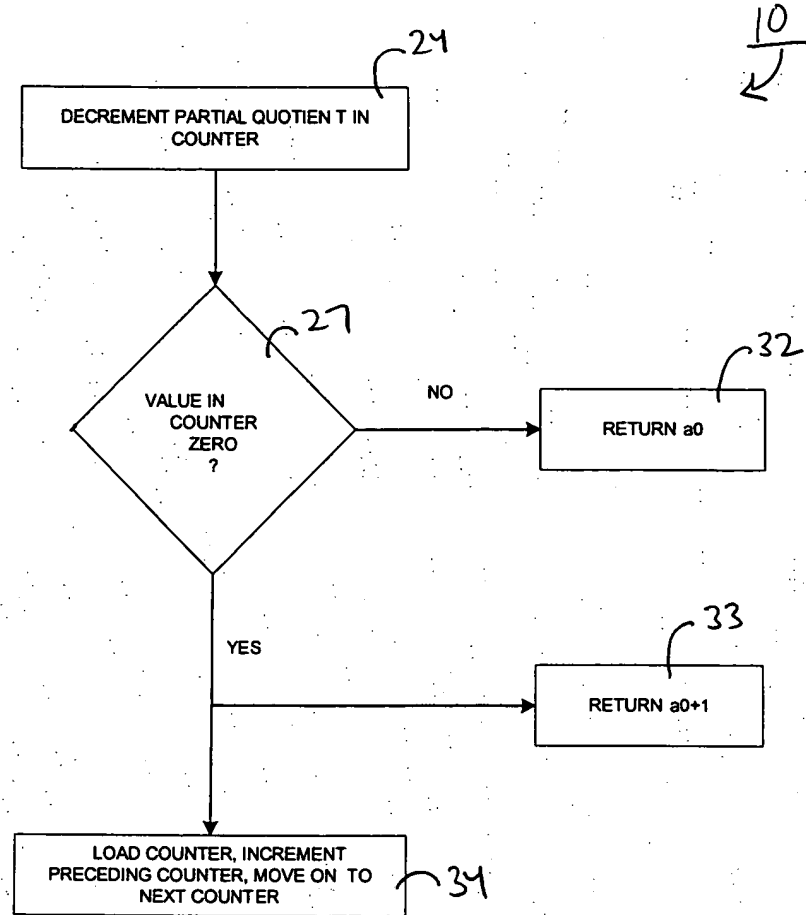 10
24
DECREMENT PARTIAL QUOTIEN T IN
COUNTER
27
VALUE IN
COUNTER
ZERO
?
NO
32
RETURN a0
YES
33
RETURN a0+1
LOAD COUNTER, INCREMENT
PRECEDING COUNTER, MOVE ON TO
NEXT COUNTER
34